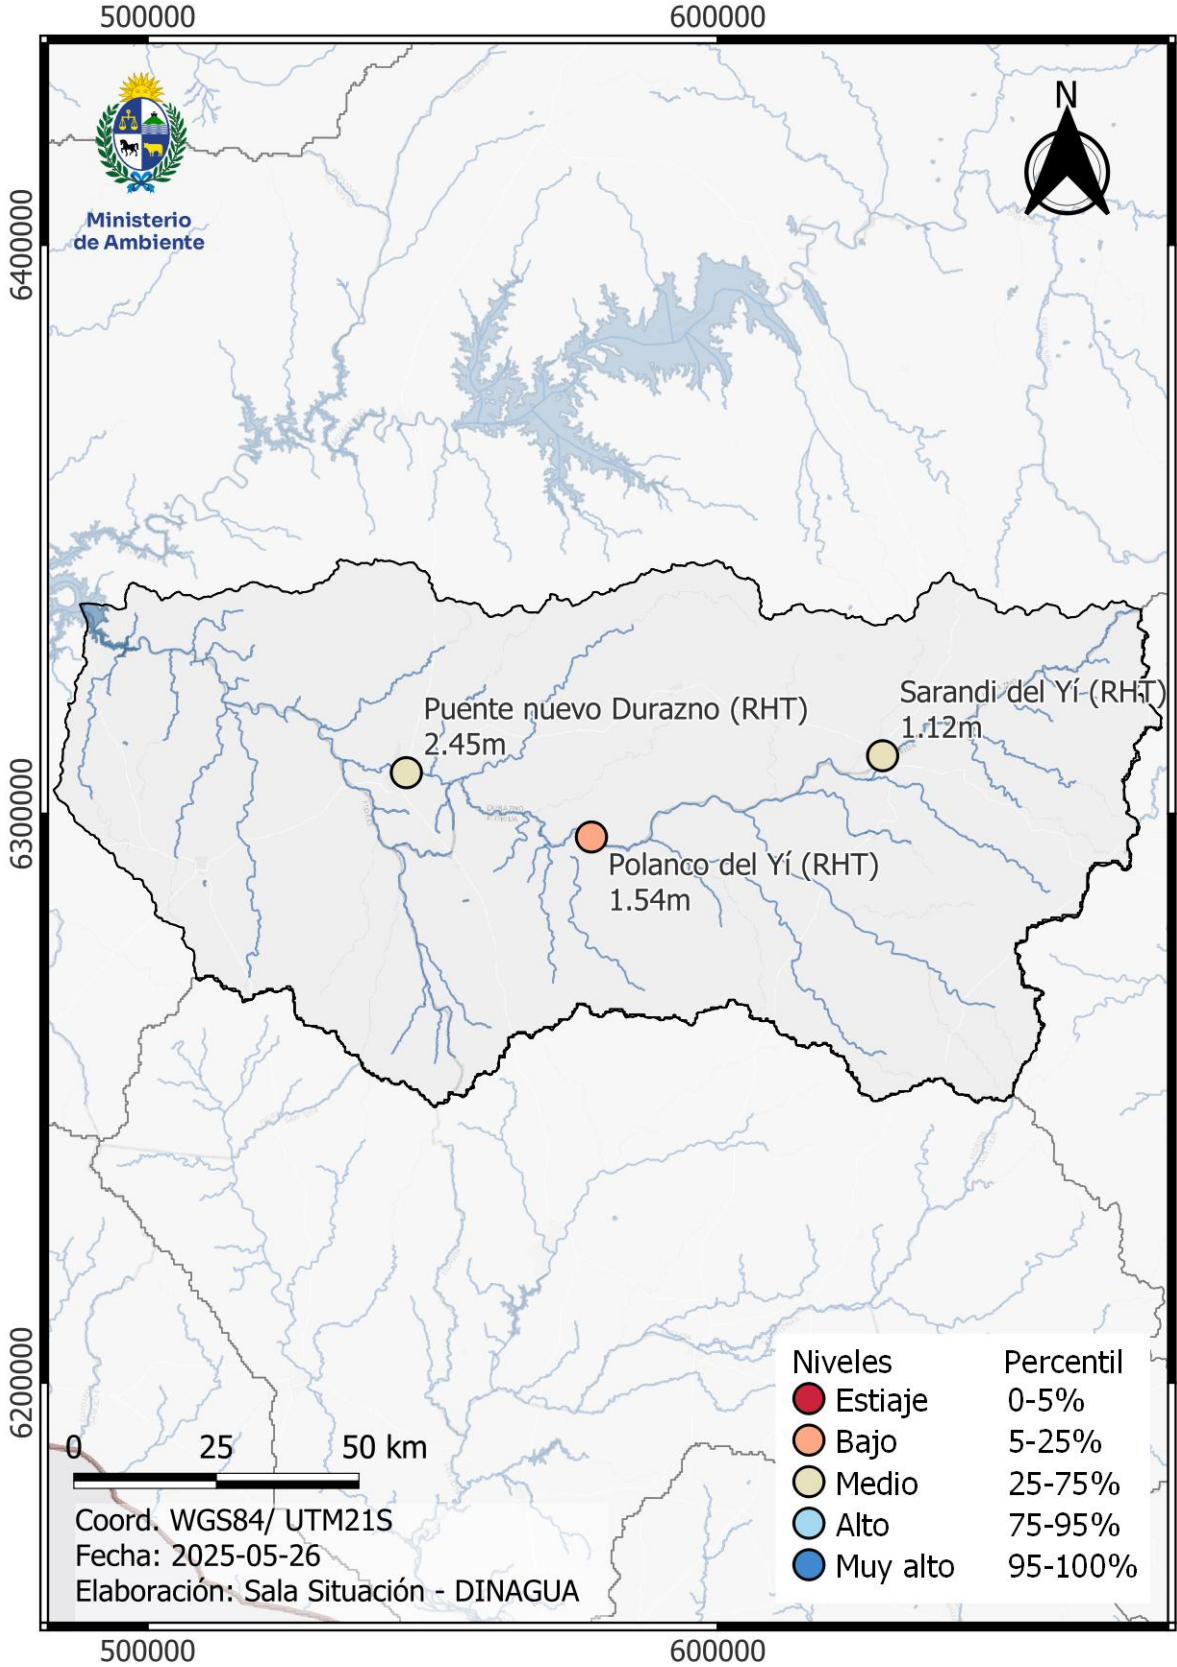 500000
600000
N
Ministerio
de Ambiente
6400000
6300000
6200000
Sarandi del Yí (RHT)
1.12m
Puente nuevo Durazno (RHT)
2.45m
DURAZNO
Polanco del Yí (RHT)
1.54m
Niveles Percentil
Estiaje 0-5%
Bajo 5-25%
Medio 25-75%
Alto 75-95%
Muy alto 95-100%
0 25 50 km
Coord. WGS84/ UTM21S
Fecha: 2025-05-26
Elaboración: Sala Situación - DINAGUA
500000
600000